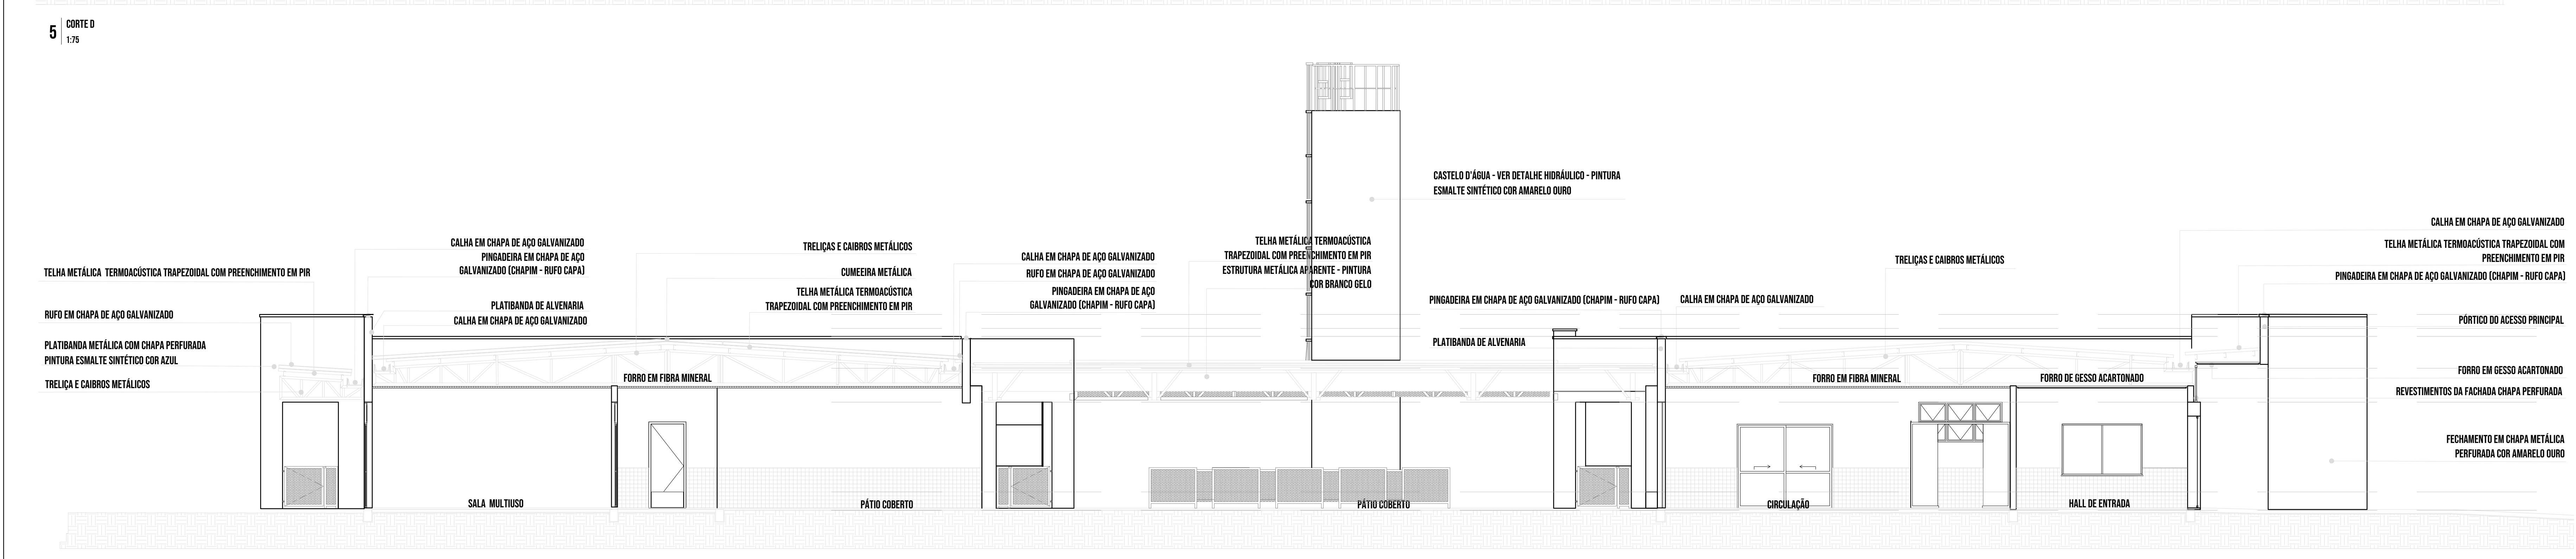 5
CORTE D
1:75
CASTELO D'ÁGUA - VER DETALHE HIDRÁULICO - PINTURA
ESMALTE SINTÉTICO COR AMARELO OURO
TELHA METÁLICA TERMOACÚSTICA TRAPEZOIDAL COM PREENCHIMENTO EM PIR
RUFO EM CHAPA DE AÇO GALVANIZADO
PLATIBANDA METÁLICA COM CHAPA PERFURADA
PINTURA ESMALTE SINTÉTICO COR AZUL
TRELIÇA E CAIBROS METÁLICOS
CALHA EM CHAPA DE AÇO GALVANIZADO
PINGADEIRA EM CHAPA DE AÇO
GALVANIZADO (CHAPIM - RUFO CAPA)
PLATIBANDA DE ALVENARIA
CALHA EM CHAPA DE AÇO GALVANIZADO
TRELIÇAS E CAIBROS METÁLICOS
CUMEEIRA METÁLICA
TELHA METÁLICA TERMOACÚSTICA
TRAPEZOIDAL COM PREENCHIMENTO EM PIR
FORRO EM FIBRA MINERAL
CALHA EM CHAPA DE AÇO GALVANIZADO
RUFO EM CHAPA DE AÇO GALVANIZADO
PINGADEIRA EM CHAPA DE AÇO
GALVANIZADO (CHAPIM - RUFO CAPA)
TELHA METÁLICA TERMOACÚSTICA
TRAPEZOIDAL COM PREENCHIMENTO EM PIR
ESTRUTURA METÁLICA APARENTE - PINTURA
COR BRANCO GELO
PINGADEIRA EM CHAPA DE AÇO GALVANIZADO (CHAPIM - RUFO CAPA)
CALHA EM CHAPA DE AÇO GALVANIZADO
PLATIBANDA DE ALVENARIA
TRELIÇAS E CAIBROS METÁLICOS
FORRO EM FIBRA MINERAL
FORRO DE GESSO ACARTONADO
CALHA EM CHAPA DE AÇO GALVANIZADO
TELHA METÁLICA TERMOACÚSTICA TRAPEZOIDAL COM
PREENCHIMENTO EM PIR
PINGADEIRA EM CHAPA DE AÇO GALVANIZADO (CHAPIM - RUFO CAPA)
PÓRTICO DO ACESSO PRINCIPAL
FORRO EM GESSO ACARTONADO
REVESTIMENTOS DA FACHADA CHAPA PERFURADA
FECHAMENTO EM CHAPA METÁLICA
PERFURADA COR AMARELO OURO
SALA MULTIUSO
PÁTIO COBERTO
PÁTIO COBERTO
CIRCULAÇÃO
HALL DE ENTRADA